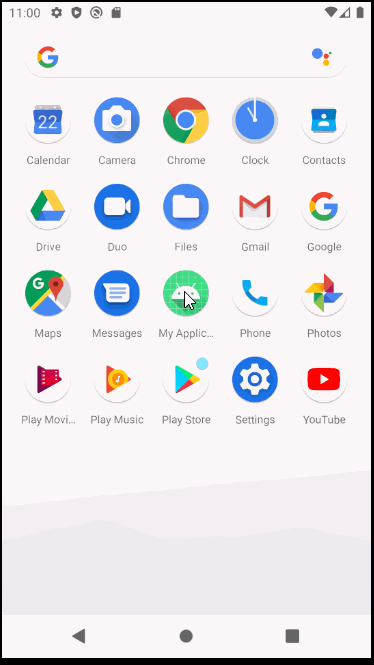 11:00
22
Calendar Camera Chrome Clock Contacts
Drive Duo Files Gmail Google
G
Maps Messages My Applic... Phone Photos
Play Movi... Play Music Play Store Settings YouTube